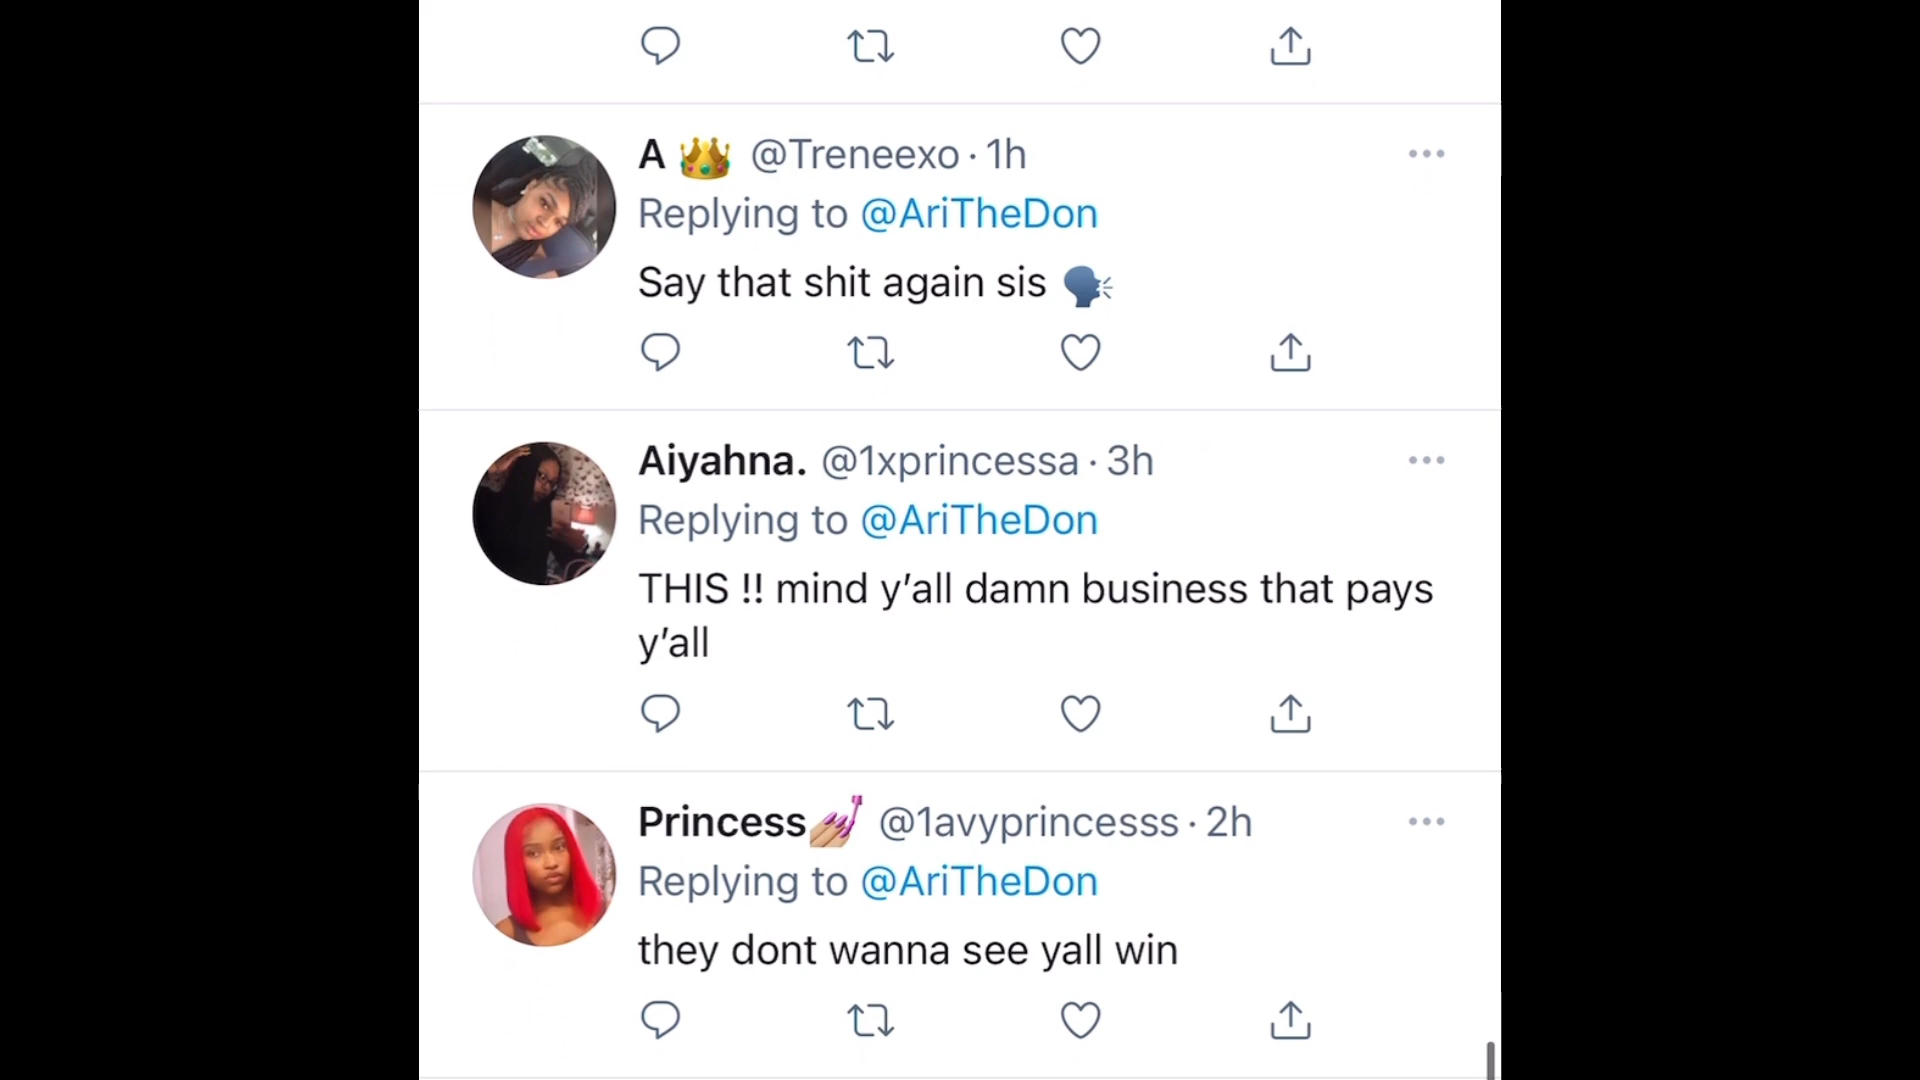 A 👑 @Treneexo · 1h
Replying to @AriTheDon
Say that shit again sis 🗣
Aiyahna. @1xprincessa · 3h
Replying to @AriTheDon
THIS !! mind y’all damn business that pays
y’all
Princess💅🏼 @1avyprincesss · 2h
Replying to @AriTheDon
they dont wanna see yall win